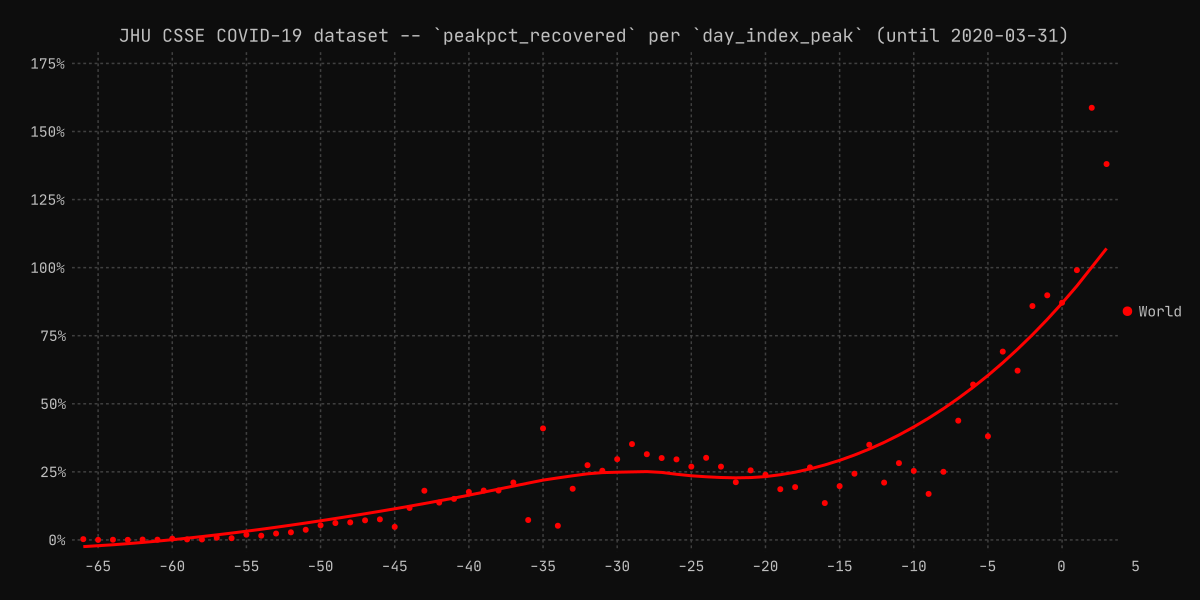 JHU CSSE COVID-19 dataset -- `peakpct_recovered` per `day_index_peak` (until 2020-03-31)
175%
150%
125%
100%
75%
50%
25%
0%
World
-65 -60 -55 -50 -45 -40 -35 -30 -25 -20 -15 -10 -5 0 5